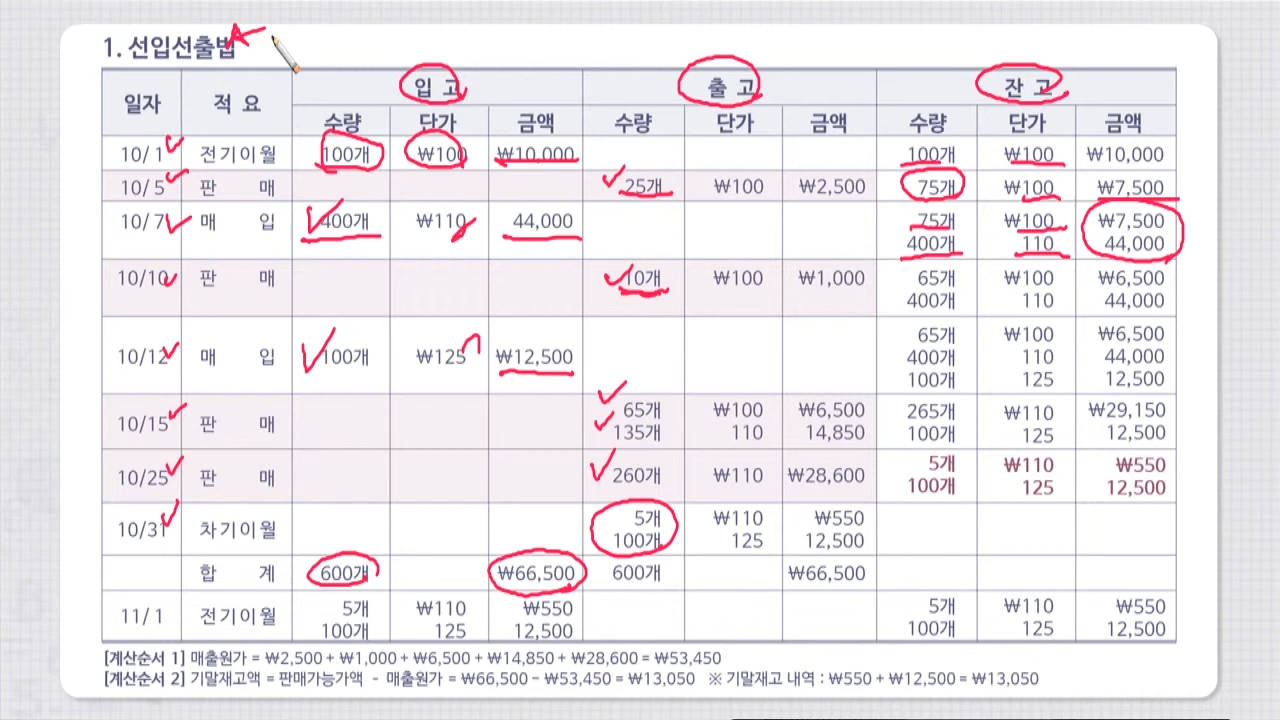 1. 선입선출법
일자 적 요 입 고 출 고 잔 고
수량 단가 금액 수량 단가 금액 수량 단가 금액
10/ 1 전기이월 100개 ₩100 ₩10,000 100개 ₩100 ₩10,000
10/ 5 판 매 25개 ₩100 ₩2,500 75개 ₩100 ₩7,500
10/ 7 매 입 400개 ₩110 44,000 75개 ₩100 ₩7,500
400개 110 44,000
10/10 판 매 10개 ₩100 ₩1,000 65개 ₩100 ₩6,500
400개 110 44,000
65개 ₩100 ₩6,500
10/12 매 입 100개 ₩125 ₩12,500 400개 110 44,000
100개 125 12,500
10/15 판 매 65개 ₩100 ₩6,500 265개 ₩110 ₩29,150
135개 110 14,850 100개 125 12,500
10/25 판 매 260개 ₩110 ₩28,600 5개 ₩110 ₩550
100개 125 12,500
10/31 차기이월 5개 ₩110 ₩550
100개 125 12,500
합 계 600개 ₩66,500 600개 ₩66,500
11/ 1 전기이월 5개 ₩110 ₩550 5개 ₩110 ₩550
100개 125 12,500 100개 125 12,500
[계산순서 1] 매출원가 = ₩2,500 + ₩1,000 + ₩6,500 + ₩14,850 + ₩28,600 = ₩53,450
[계산순서 2] 기말재고액 = 판매가능가액 - 매출원가 = ₩66,500 - ₩53,450 = ₩13,050 ※ 기말재고 내역 : ₩550 + ₩12,500 = ₩13,050